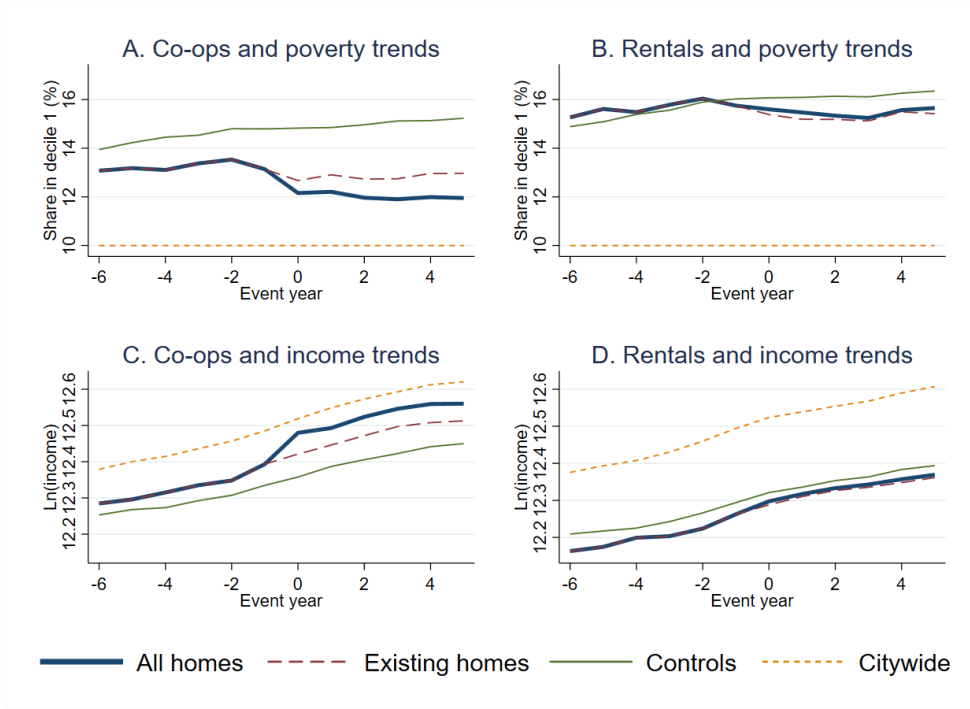 A. Co-ops and poverty trends
Share in decile 1 (%)
16
14
12
10
-6 -4 -2 0 2 4
Event year
B. Rentals and poverty trends
Share in decile 1 (%)
16
14
12
10
-6 -4 -2 0 2 4
Event year
C. Co-ops and income trends
Ln(income)
12.6
12.5
12.4
12.3
12.2
-6 -4 -2 0 2 4
Event year
D. Rentals and income trends
Ln(income)
12.6
12.5
12.4
12.3
12.2
-6 -4 -2 0 2 4
Event year
All homes Existing homes Controls Citywide